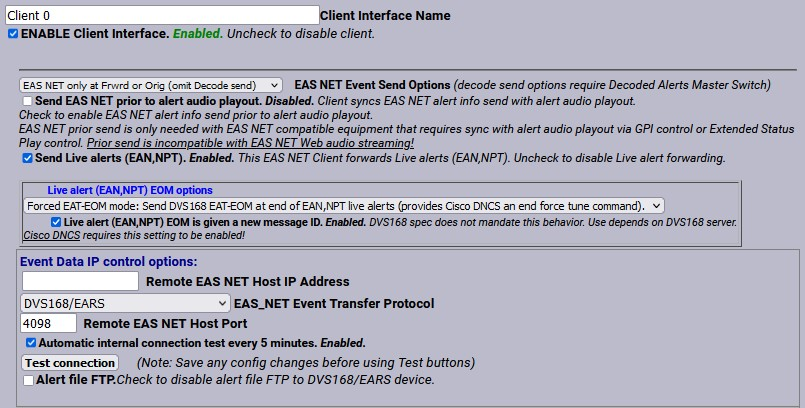 Client 0 Client Interface Name
ENABLE Client Interface. Enabled. Uncheck to disable client.
EAS NET only at Frwrd or Orig (omit Decode send) EAS NET Event Send Options (decode send options require Decoded Alerts Master Switch)
Send EAS NET prior to alert audio playout. Disabled. Client syncs EAS NET alert info send with alert audio playout.
Check to enable EAS NET alert info send prior to alert audio playout.
EAS NET prior send is only needed with EAS NET compatible equipment that requires sync with alert audio playout via GPI control or Extended Status
Play control. Prior send is incompatible with EAS NET Web audio streaming!
Send Live alerts (EAN,NPT). Enabled. This EAS NET Client forwards Live alerts (EAN,NPT). Uncheck to disable Live alert forwarding.
Live alert (EAN,NPT) EOM options
Forced EAT-EOM mode: Send DVS168 EAT-EOM at end of EAN,NPT live alerts (provides Cisco DNCS an end force tune command).
Live alert (EAN,NPT) EOM is given a new message ID. Enabled. DVS168 spec does not mandate this behavior. Use depends on DVS168 server.
Cisco DNCS requires this setting to be enabled!
Event Data IP control options:
Remote EAS NET Host IP Address
DVS168/EARS EAS_NET Event Transfer Protocol
4098 Remote EAS NET Host Port
Automatic internal connection test every 5 minutes. Enabled.
Test connection (Note: Save any config changes before using Test buttons)
Alert file FTP.Check to disable alert file FTP to DVS168/EARS device.